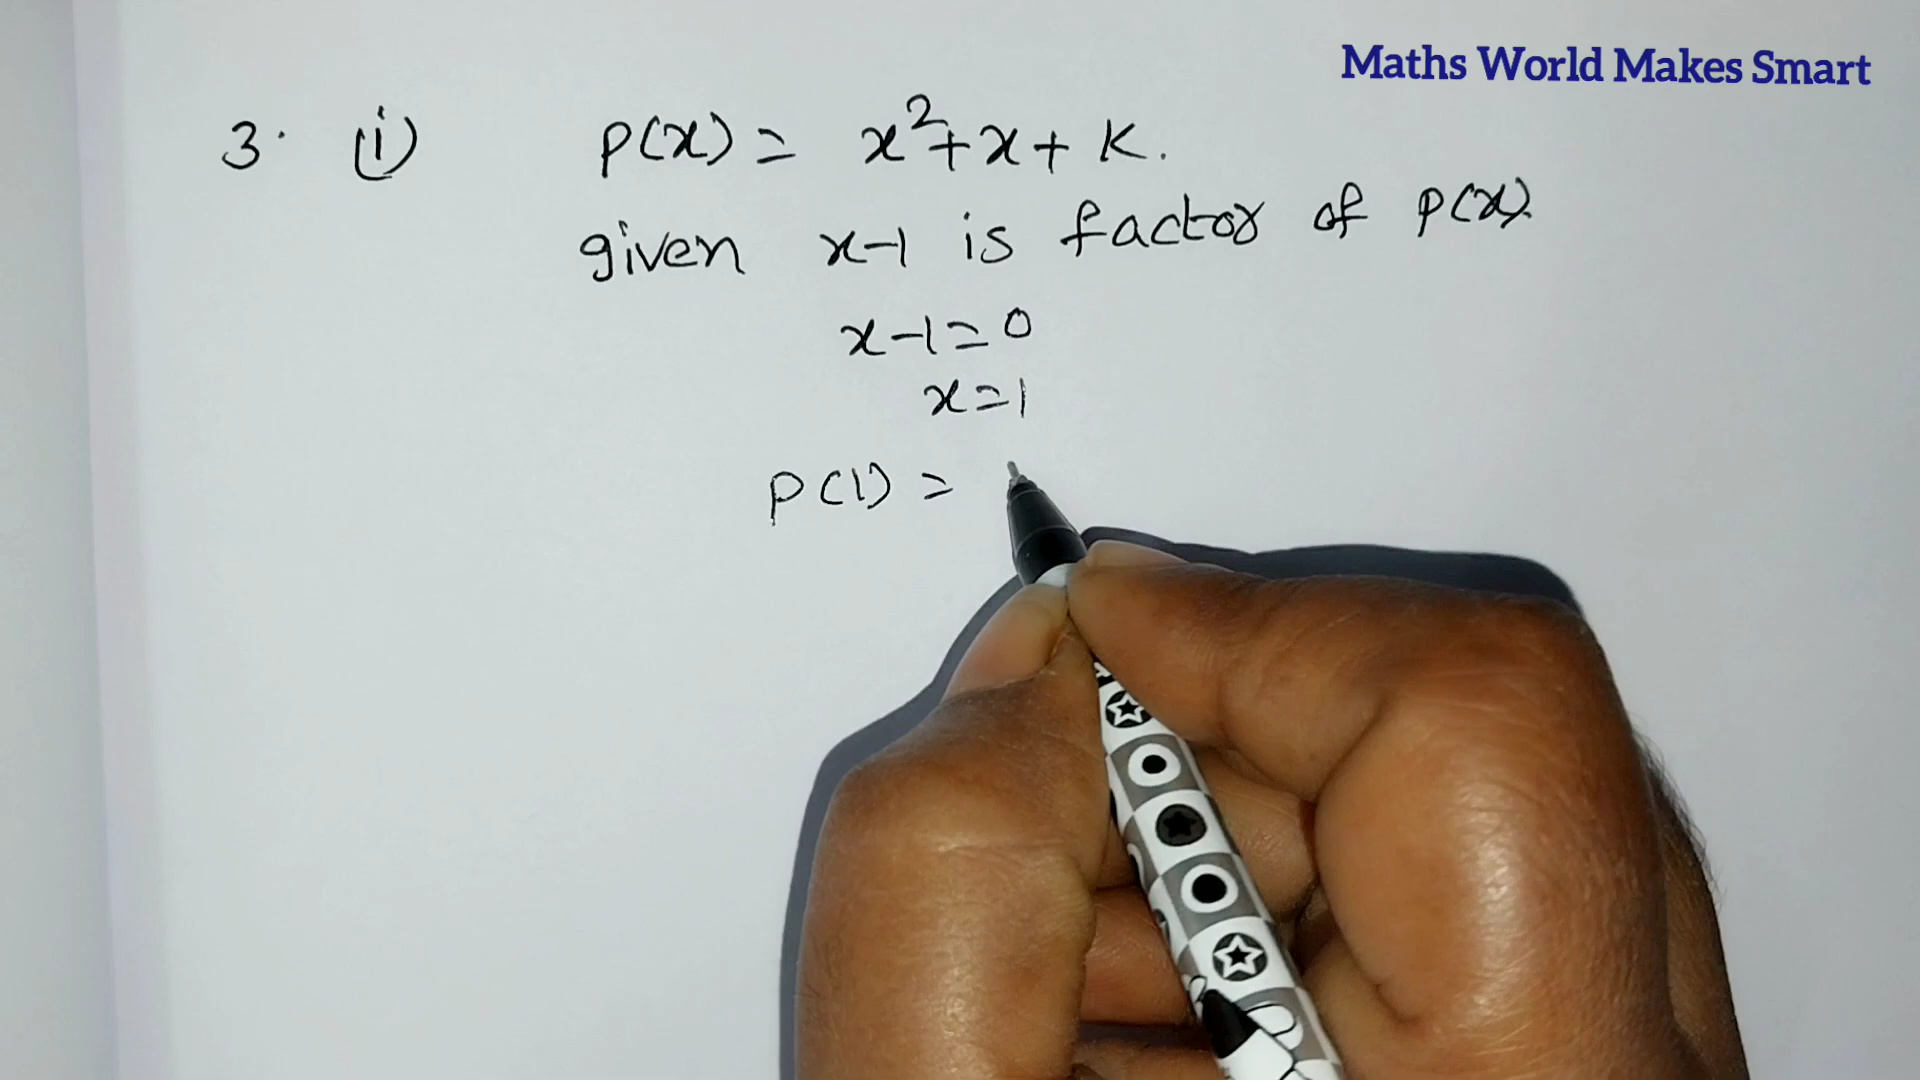 Maths World Makes Smart
3. (i) P(x) = x²+x+K.
given x-1 is factor of P(x).
x-1=0
x=1
P(1) =